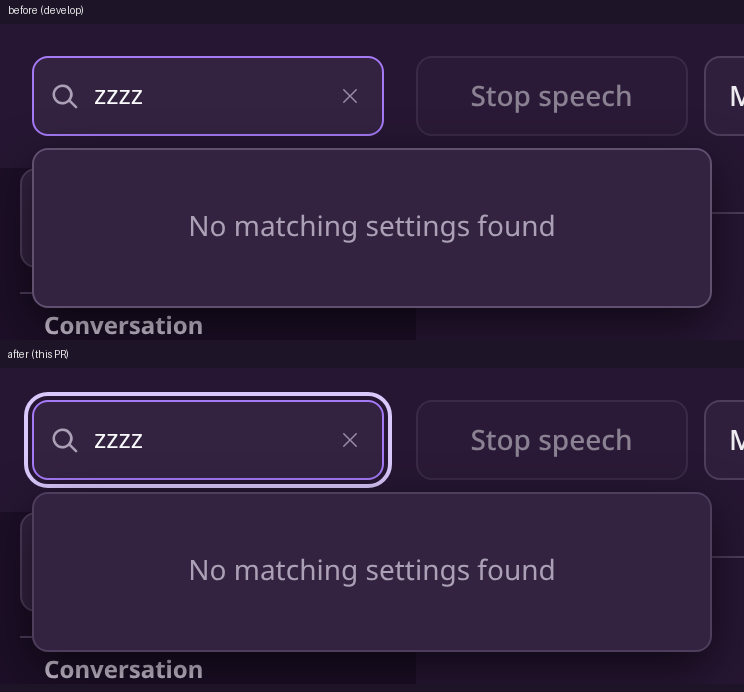 before (develop)
zzzz
Stop speech
M
No matching settings found
Conversation
after (this PR)
zzzz
Stop speech
M
No matching settings found
Conversation